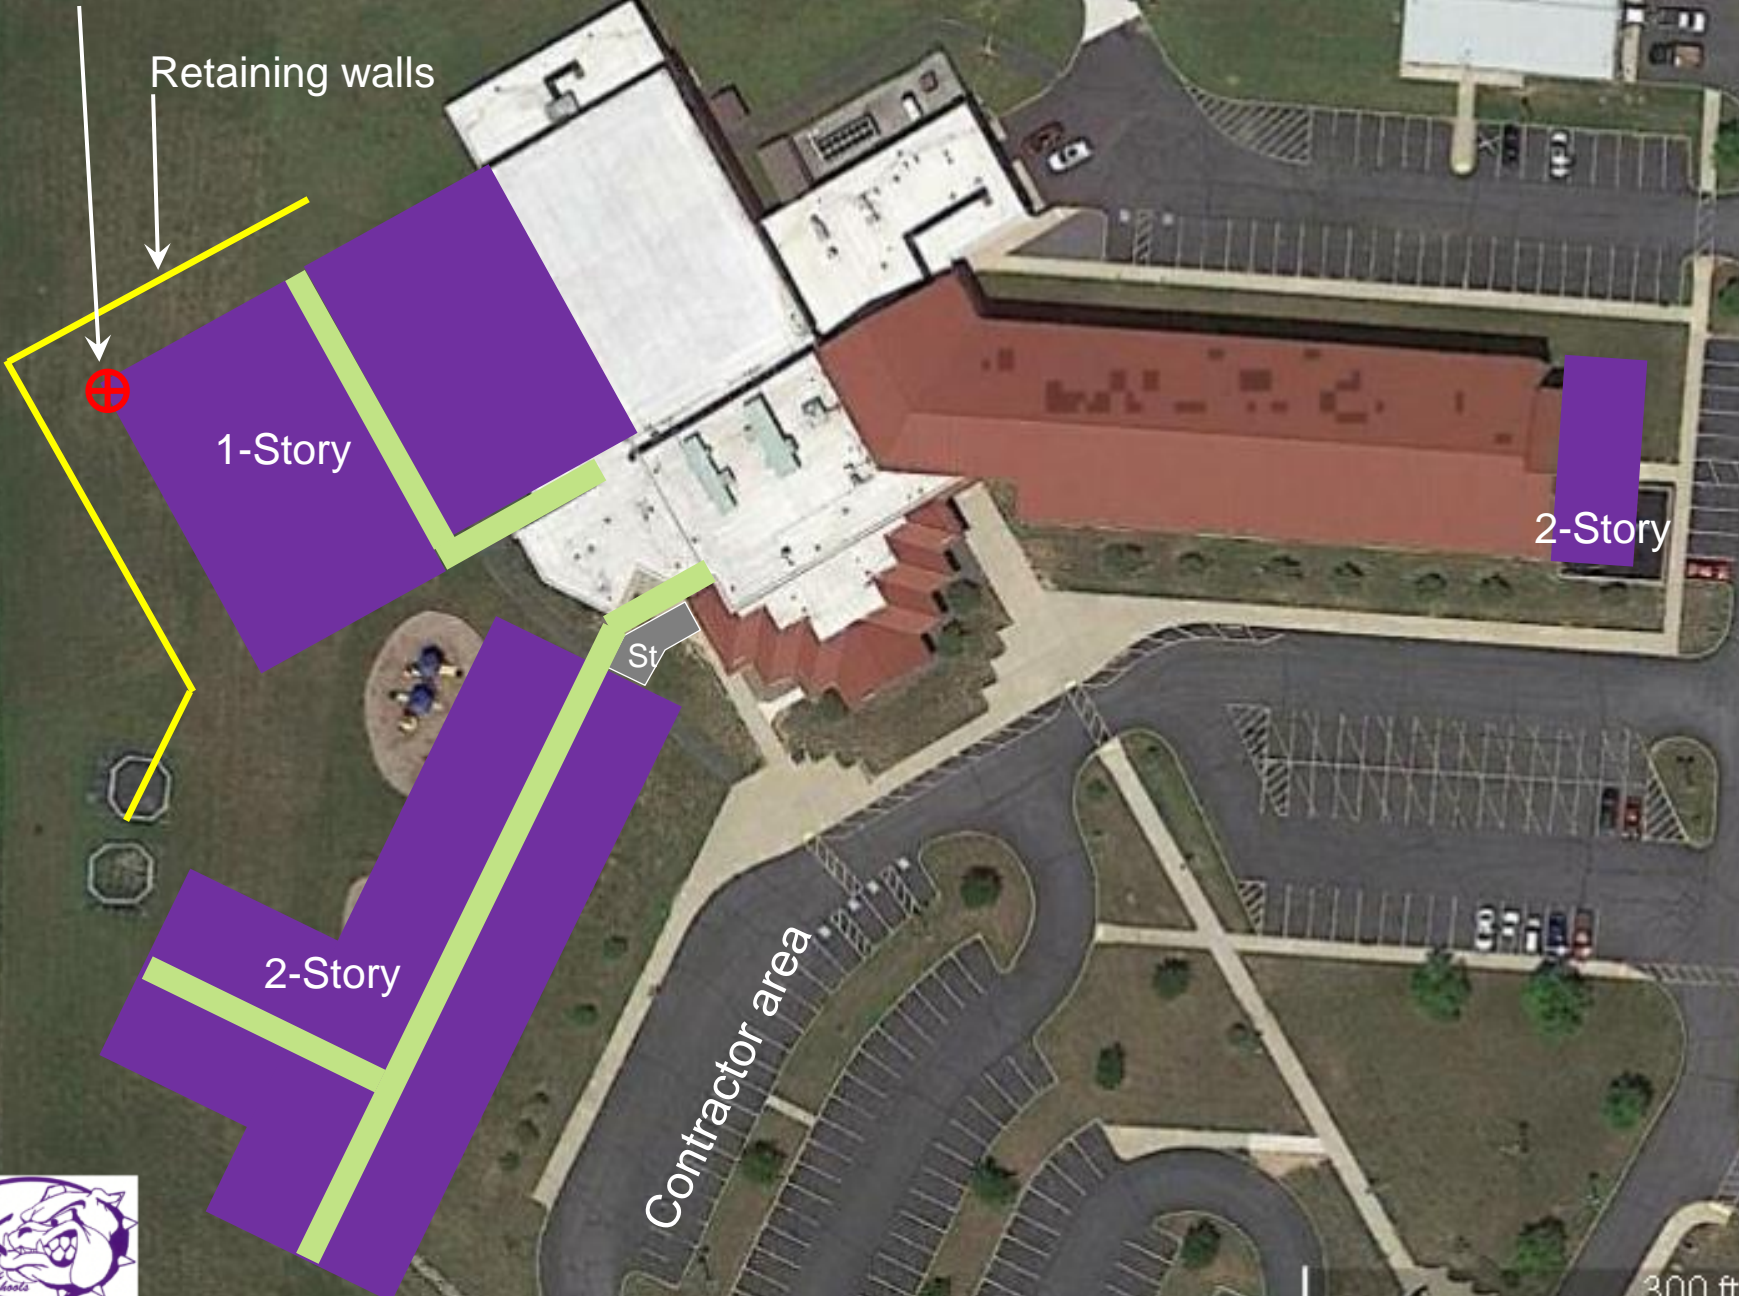 Retaining walls
1-Story
2-Story
St
2-Story
Contractor area
300 ft